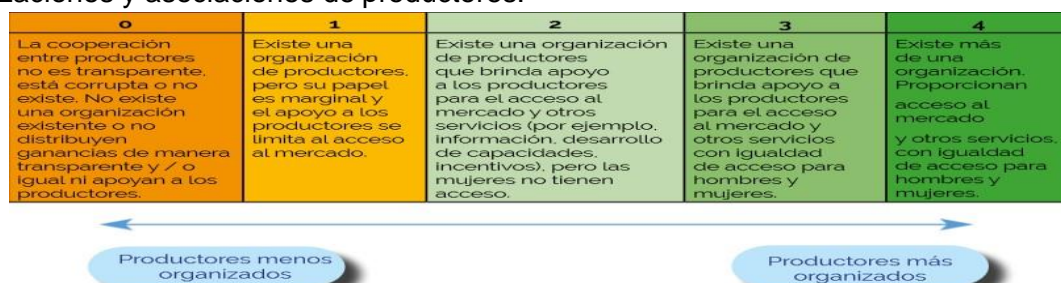 zaciones y asociaciones de productores.
0
La cooperación
entre productores
no es transparente,
está corrupta o no
existe. No existe
una organización
existente o no
distribuyen
ganancias de manera
transparente y / o
igual ni apoyan a los
productores.
1
Existe una
organización
de productores,
pero su papel
es marginal y
el apoyo a los
productores se
limita al acceso
al mercado.
2
Existe una organización
de productores
que brinda apoyo
a los productores
para el acceso al
mercado y otros
servicios (por ejemplo,
información, desarrollo
de capacidades,
incentivos), pero las
mujeres no tienen
acceso.
3
Existe una
organización de
productores que
brinda apoyo a
los productores
para el acceso
al mercado y
otros servicios
con igualdad
de acceso para
hombres y
mujeres.
4
Existe más
de una
organización.
Proporcionan
acceso al
mercado
y otros servicios,
con igualdad
de acceso para
hombres y
mujeres.
Productores menos
organizados
Productores más
organizados